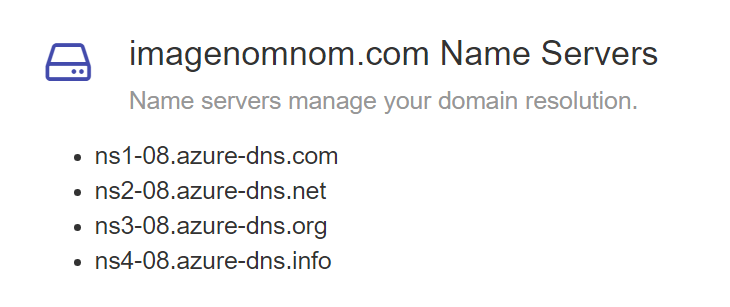 imagenomnom.com Name Servers
Name servers manage your domain resolution.
ns1-08.azure-dns.com
ns2-08.azure-dns.net
ns3-08.azure-dns.org
ns4-08.azure-dns.info